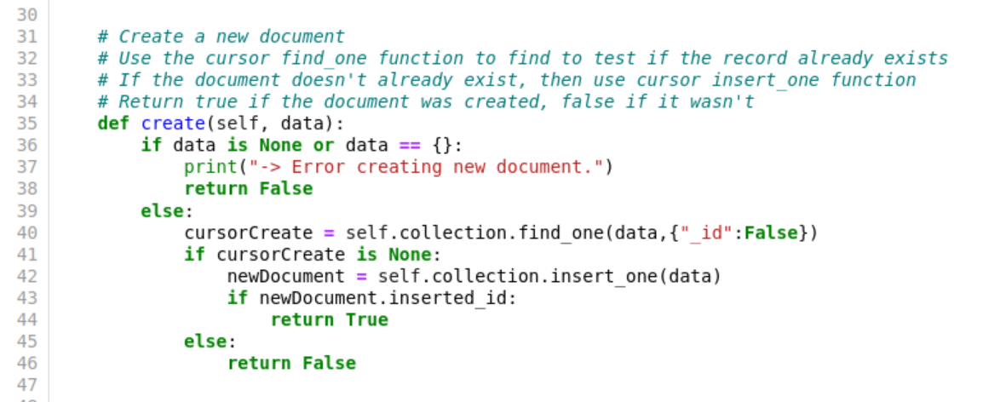 30
31 # Create a new document
32 # Use the cursor find_one function to find to test if the record already exists
33 # If the document doesn't already exist, then use cursor insert_one function
34 # Return true if the document was created, false if it wasn't
35 def create(self, data):
36 if data is None or data == {}:
37 print("-> Error creating new document.")
38 return False
39 else:
40 cursorCreate = self.collection.find_one(data,{"_id":False})
41 if cursorCreate is None:
42 newDocument = self.collection.insert_one(data)
43 if newDocument.inserted_id:
44 return True
45 else:
46 return False
47